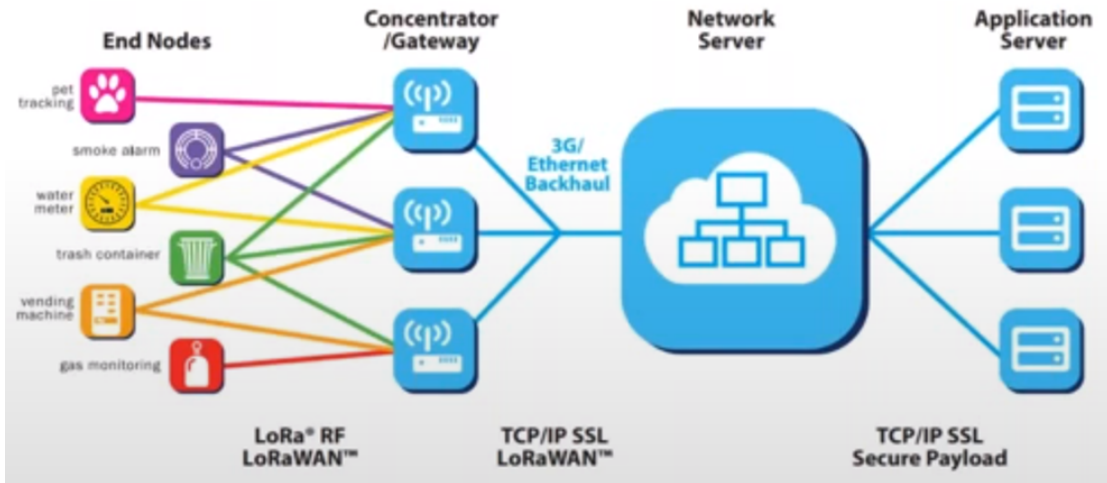 End Nodes
Concentrator
/Gateway
Network
Server
Application
Server
pet
tracking
smoke alarm
water
meter
trash container
vending
machine
gas monitoring
3G/
Ethernet
Backhaul
LoRa® RF
LoRaWAN™
TCP/IP SSL
LoRaWAN™
TCP/IP SSL
Secure Payload